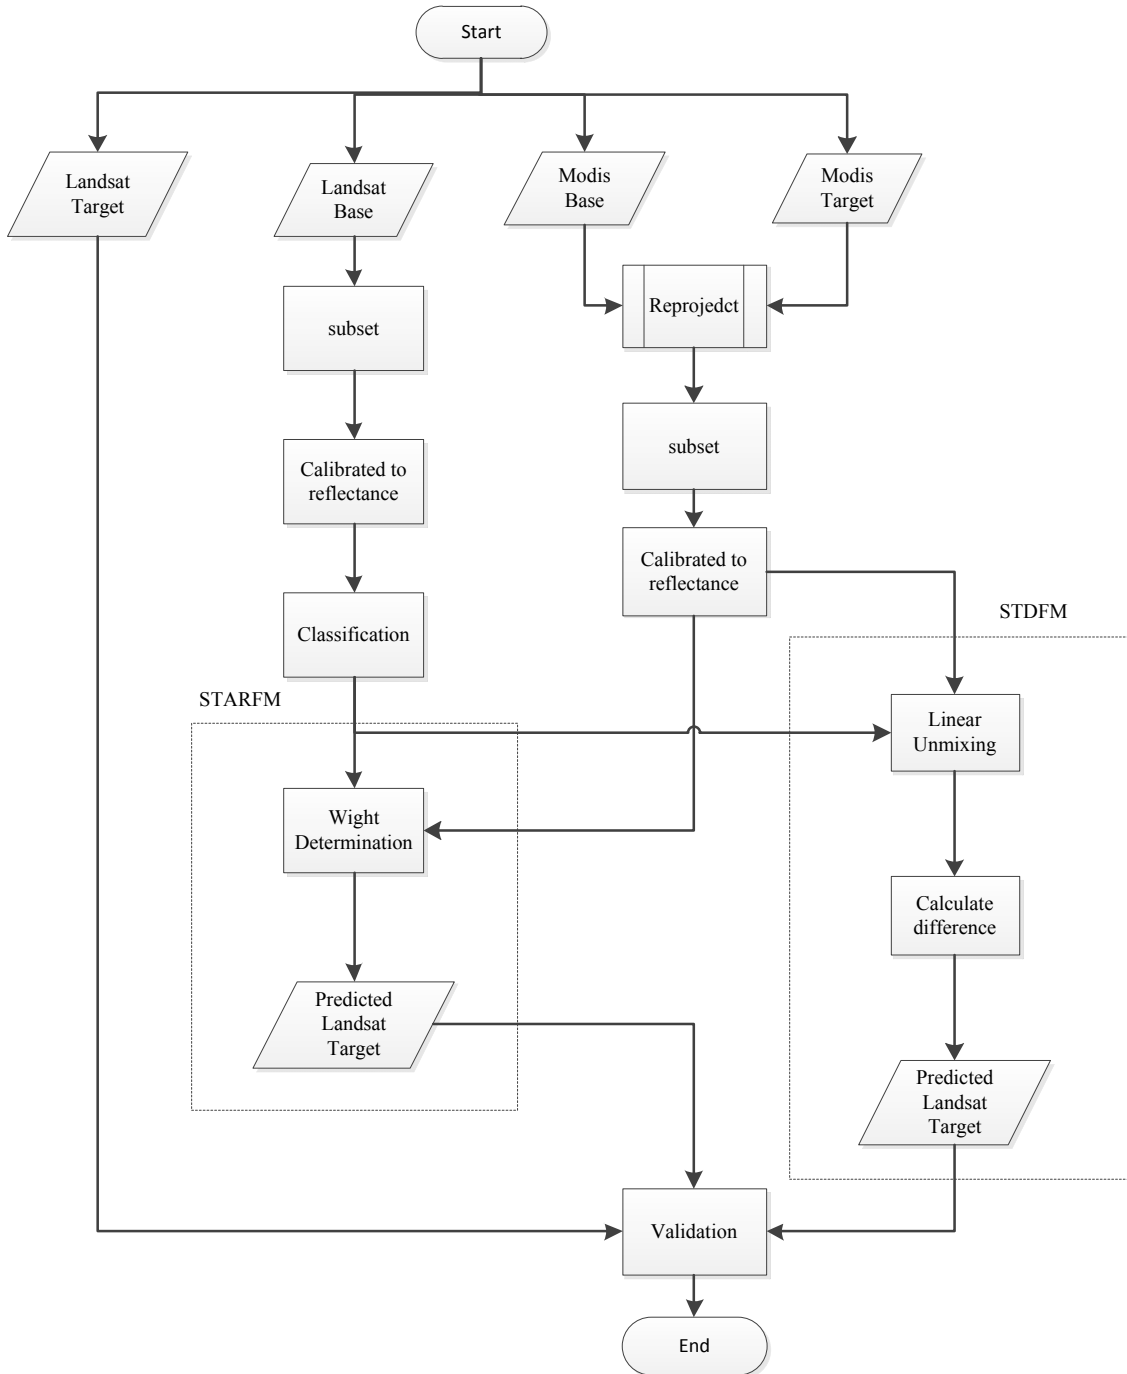 Start
Landsat
Target
Landsat
Base
Modis
Base
Modis
Target
subset
Reprojedct
Calibrated to
reflectance
subset
Classification
Calibrated to
reflectance
STARFM
STDFM
Wight
Determination
Linear
Unmixing
Predicted
Landsat
Target
Calculate
difference
Predicted
Landsat
Target
Validation
End